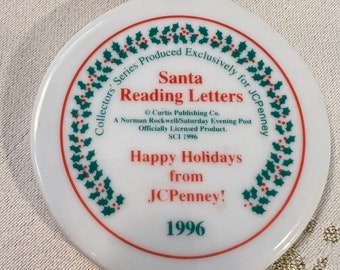 Collectors' Series Produced Exclusively for JCPenney
Santa
Reading Letters
© Curtis Publishing Co.
A Norman Rockwell/Saturday Evening Post
Officially Licensed Product.
SCI 1996
Happy Holidays
from
JCPenney!
1996